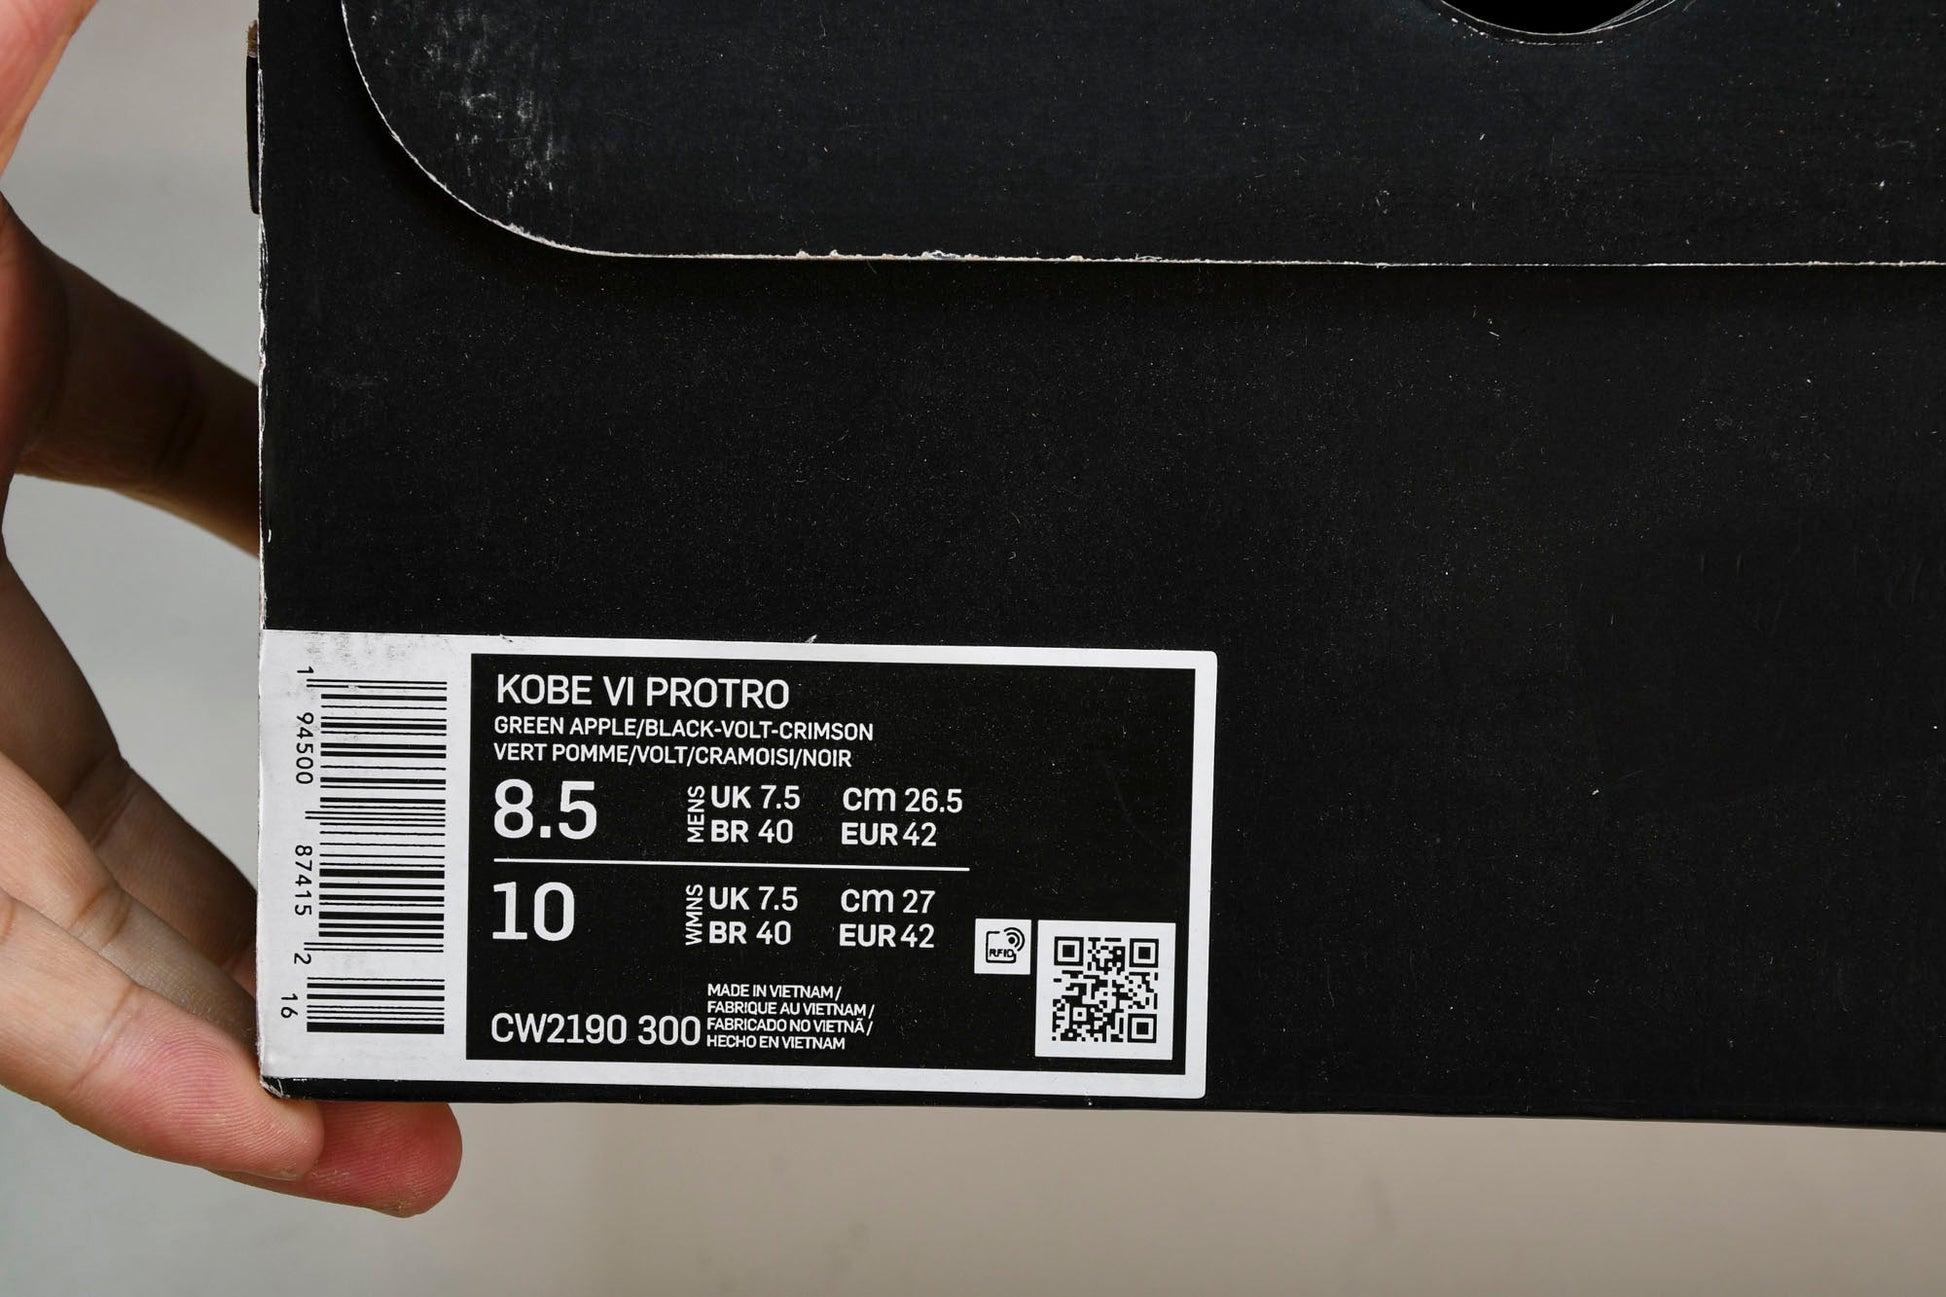 1 94500 87415 2 16
KOBE VI PROTRO
GREEN APPLE/BLACK-VOLT-CRIMSON
VERT POMME/VOLT/CRAMOISI/NOIR
8.5 MENS UK 7.5 cm 26.5
BR 40 EUR 42
10 WMNS UK 7.5 cm 27
BR 40 EUR 42
RFID
MADE IN VIETNAM /
FABRIQUE AU VIETNAM /
FABRICADO NO VIETNÃ /
HECHO EN VIETNAM
CW2190 300